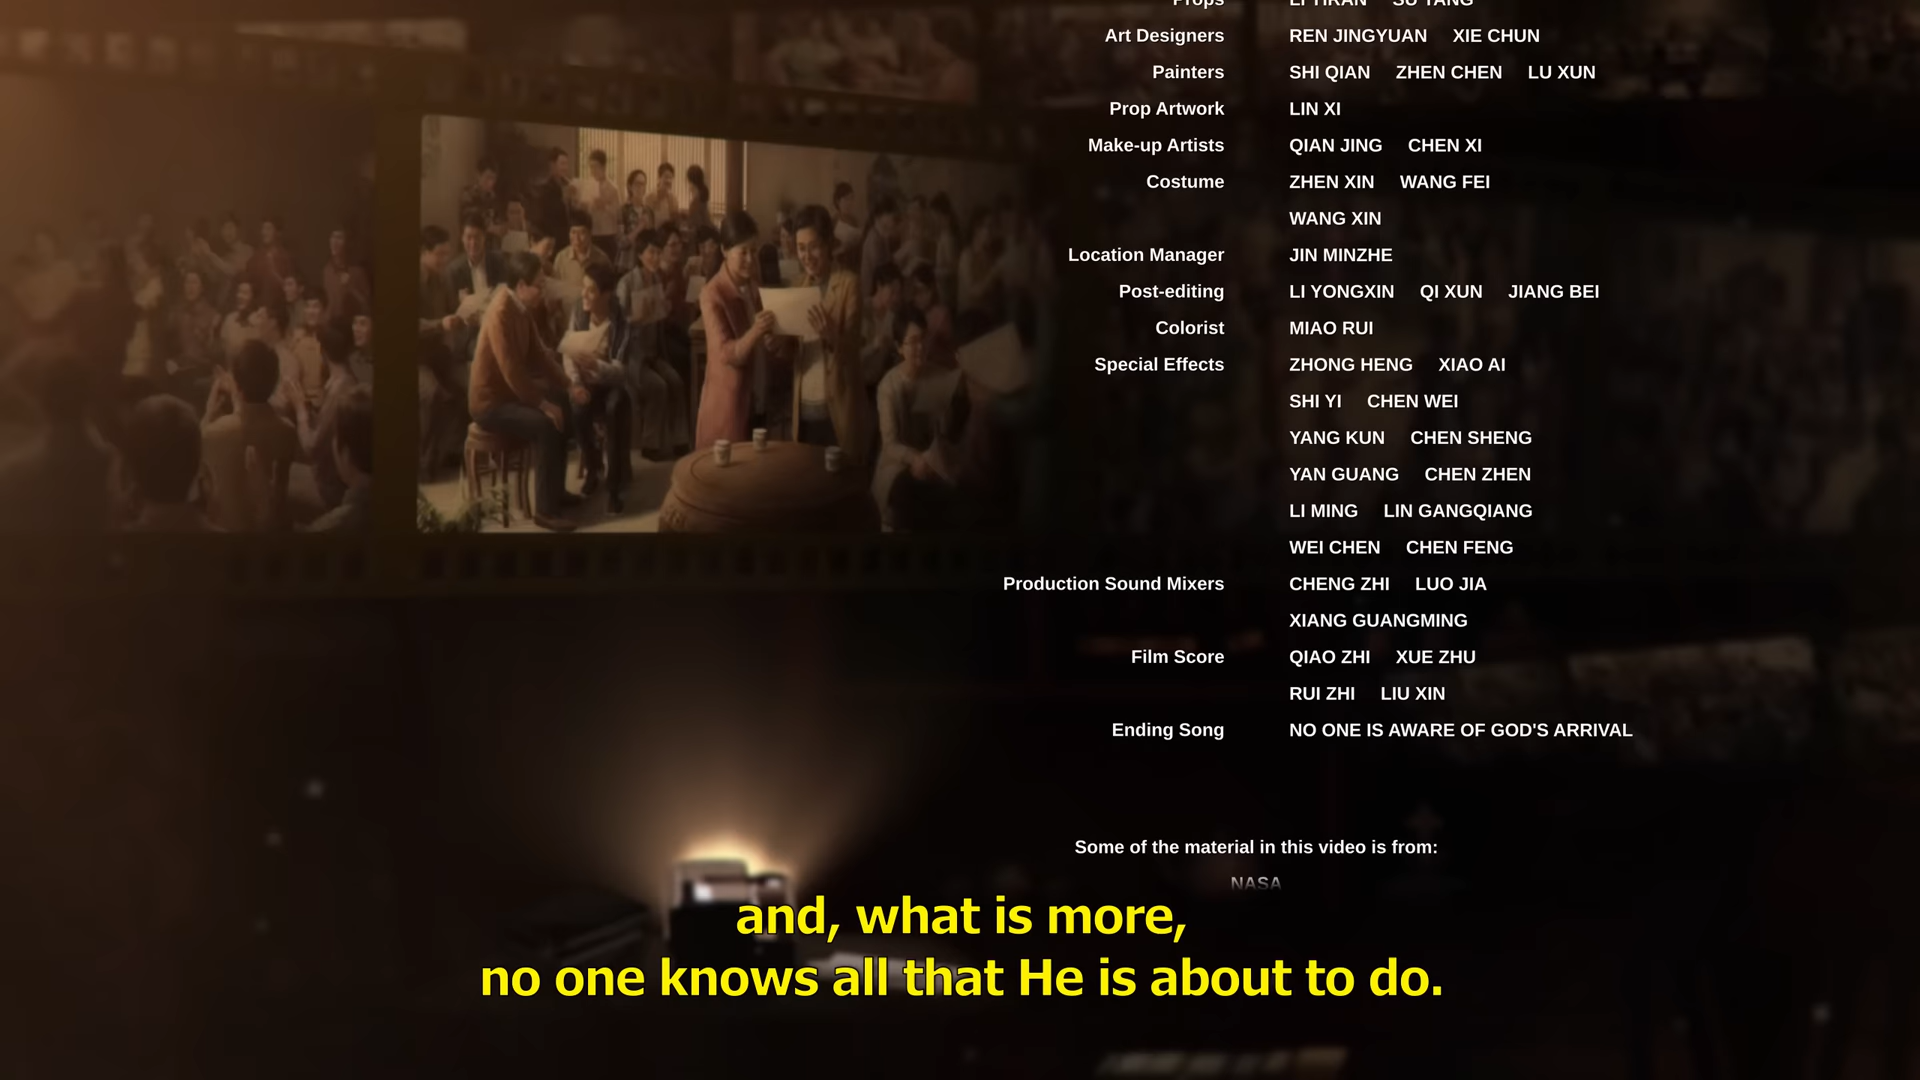 Props LI TIRAN SU YANG
Art Designers REN JINGYUAN XIE CHUN
Painters SHI QIAN ZHEN CHEN LU XUN
Prop Artwork LIN XI
Make-up Artists QIAN JING CHEN XI
Costume ZHEN XIN WANG FEI
WANG XIN
Location Manager JIN MINZHE
Post-editing LI YONGXIN QI XUN JIANG BEI
Colorist MIAO RUI
Special Effects ZHONG HENG XIAO AI
SHI YI CHEN WEI
YANG KUN CHEN SHENG
YAN GUANG CHEN ZHEN
LI MING LIN GANGQIANG
WEI CHEN CHEN FENG
Production Sound Mixers CHENG ZHI LUO JIA
XIANG GUANGMING
Film Score QIAO ZHI XUE ZHU
RUI ZHI LIU XIN
Ending Song NO ONE IS AWARE OF GOD'S ARRIVAL
Some of the material in this video is from:
NASA
and, what is more,
no one knows all that He is about to do.